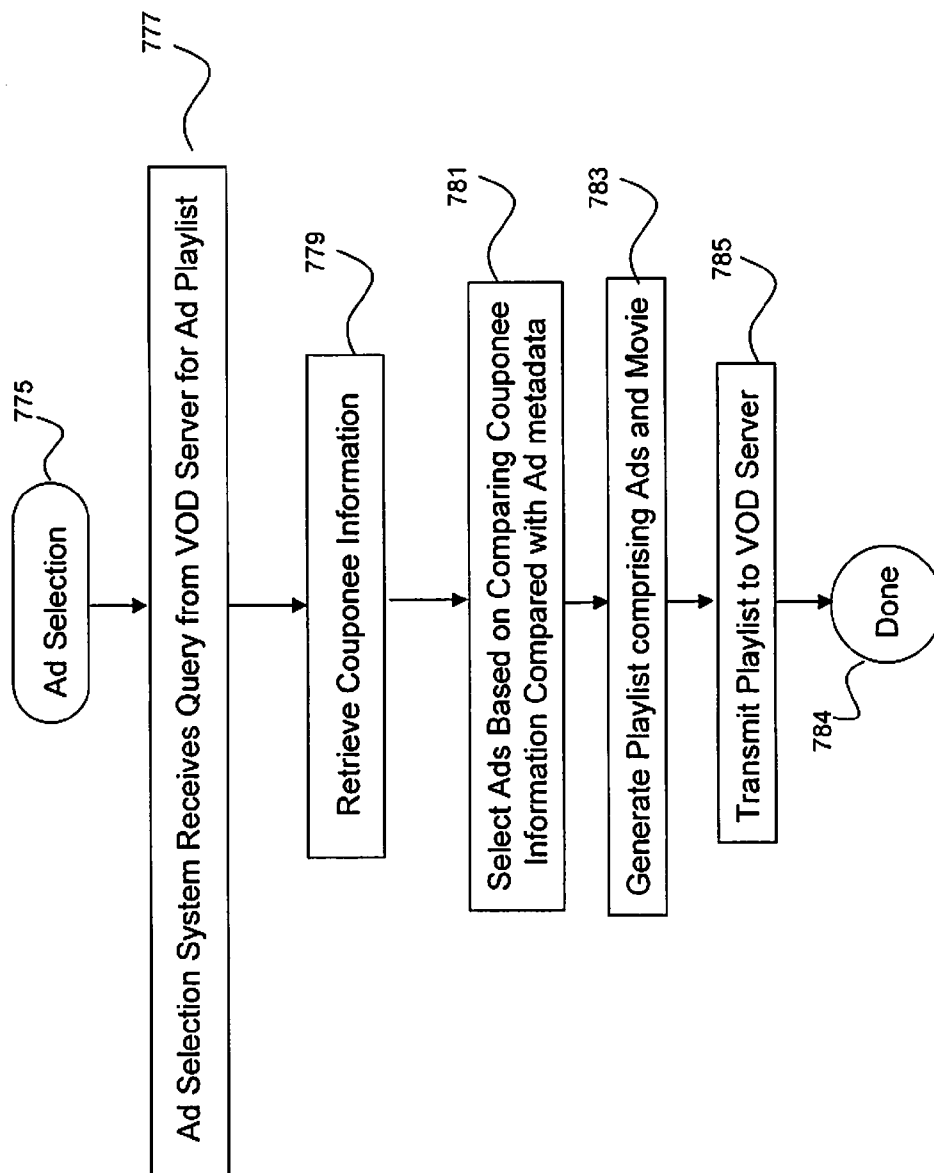 Ad Selection
775
Ad Selection System Receives Query from VOD Server for Ad Playlist
777
Retrieve Couponee Information
779
Select Ads Based on Comparing Couponee
Information Compared with Ad metadata
781
Generate Playlist comprising Ads and Movie
783
Transmit Playlist to VOD Server
785
Done
784